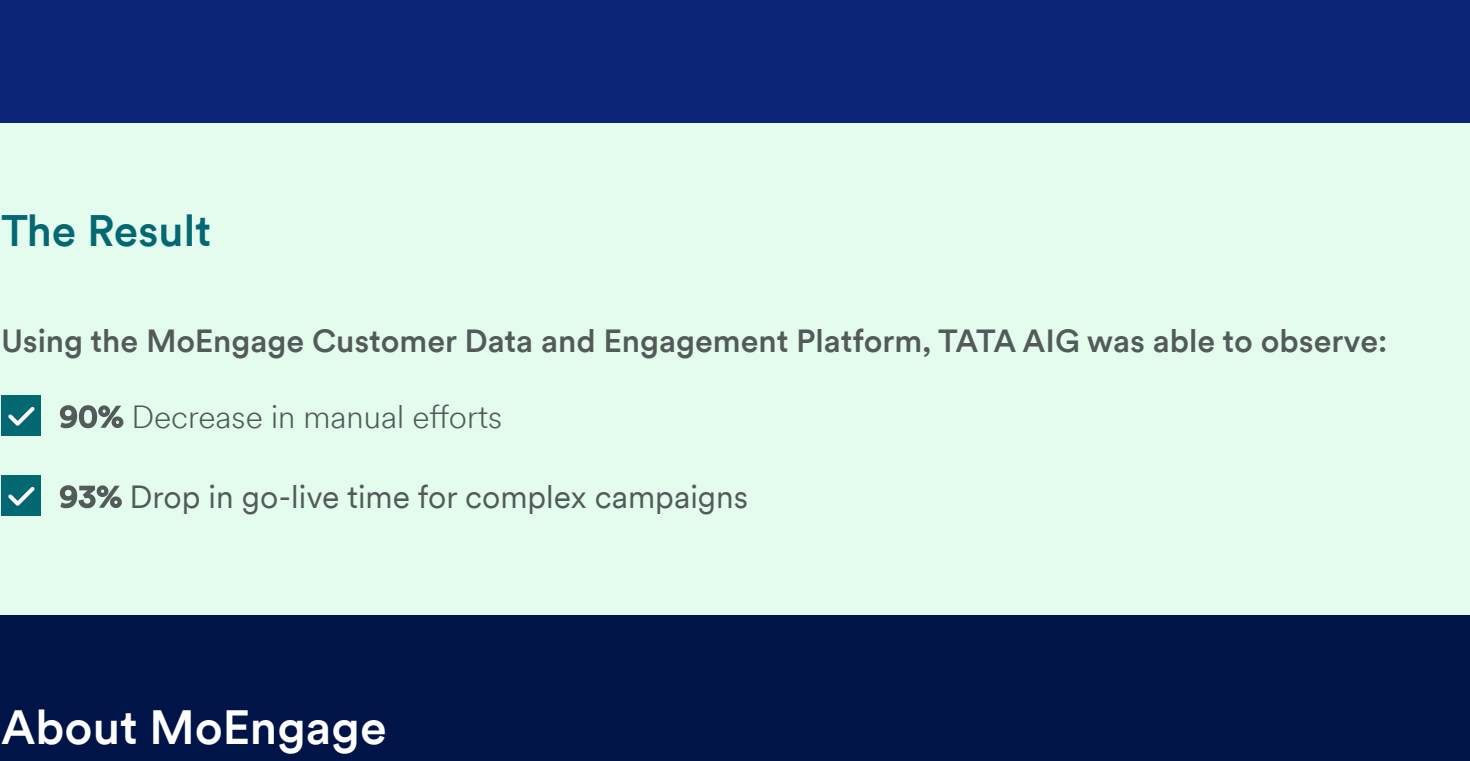 The Result
Using the MoEngage Customer Data and Engagement Platform, TATA AIG was able to observe:
90% Decrease in manual efforts
93% Drop in go-live time for complex campaigns
About MoEngage